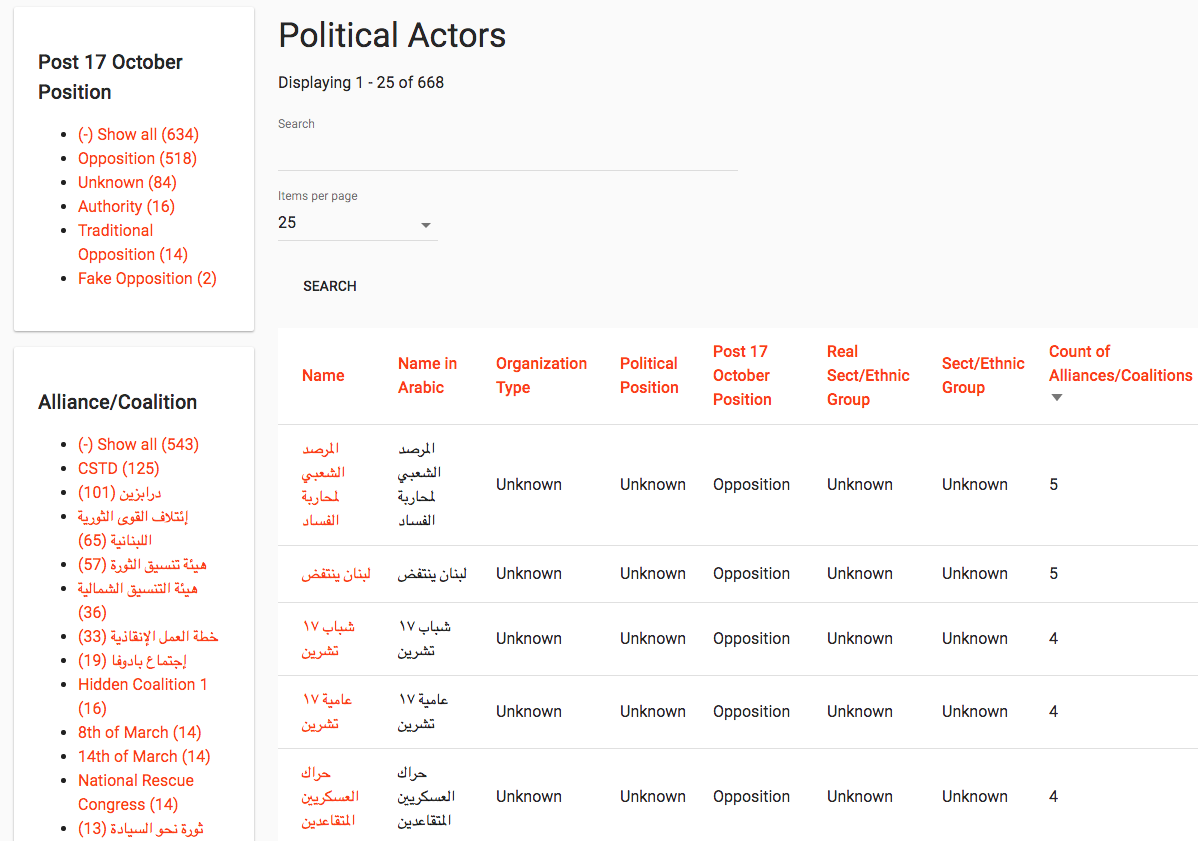 Post 17 October
Position
(-) Show all (634)
Opposition (518)
Unknown (84)
Authority (16)
Traditional
Opposition (14)
Fake Opposition (2)
Alliance/Coalition
(-) Show all (543)
CSTD (125)
درابزين (101)
إئتلاف القوى الثورية
اللبنانية (65)
هيئة تنسيق الثورة (57)
هيئة التنسيق الشمالية
(36)
خطة العمل الإنقاذية (33)
إجتماع بادوفا (19)
Hidden Coalition 1
(16)
8th of March (14)
14th of March (14)
National Rescue
Congress (14)
ثورة نحو السيادة (13)
Political Actors
Displaying 1 - 25 of 668
Search
Items per page
25
SEARCH
Name
Name in
Arabic
Organization
Type
Political
Position
Post 17
October
Position
Real
Sect/Ethnic
Group
Sect/Ethnic
Group
Count of
Alliances/Coalitions
المرصد
الشعبي
لمحاربة
الفساد
المرصد
الشعبي
لمحاربة
الفساد
Unknown
Unknown
Opposition
Unknown
Unknown
5
لبنان ينتفض
لبنان ينتفض
Unknown
Unknown
Opposition
Unknown
Unknown
5
شباب ١٧
تشرين
شباب ١٧
تشرين
Unknown
Unknown
Opposition
Unknown
Unknown
4
عامية ١٧
تشرين
عامية ١٧
تشرين
Unknown
Unknown
Opposition
Unknown
Unknown
4
حراك
العسكريين
المتقاعدين
حراك
العسكريين
المتقاعدين
Unknown
Unknown
Opposition
Unknown
Unknown
4